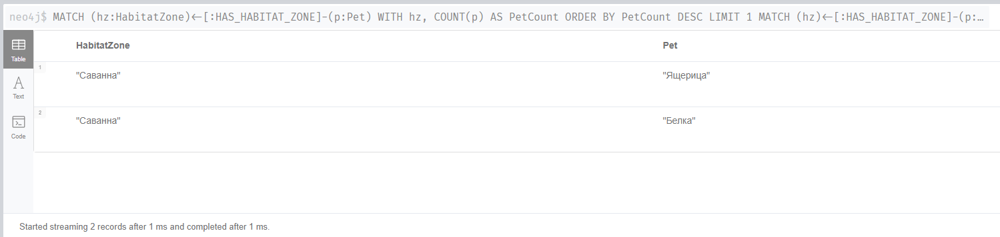 neo4j$ MATCH (hz:HabitatZone)<-[:HAS_HABITAT_ZONE]-(p:Pet) WITH hz, COUNT(p) AS PetCount ORDER BY PetCount DESC LIMIT 1 MATCH (hz)<-[:HAS_HABITAT_ZONE]-(p:…
HabitatZone Pet
Table
1 "Саванна" "Ящерица"
Text
2 "Саванна" "Белка"
Code
Started streaming 2 records after 1 ms and completed after 1 ms.